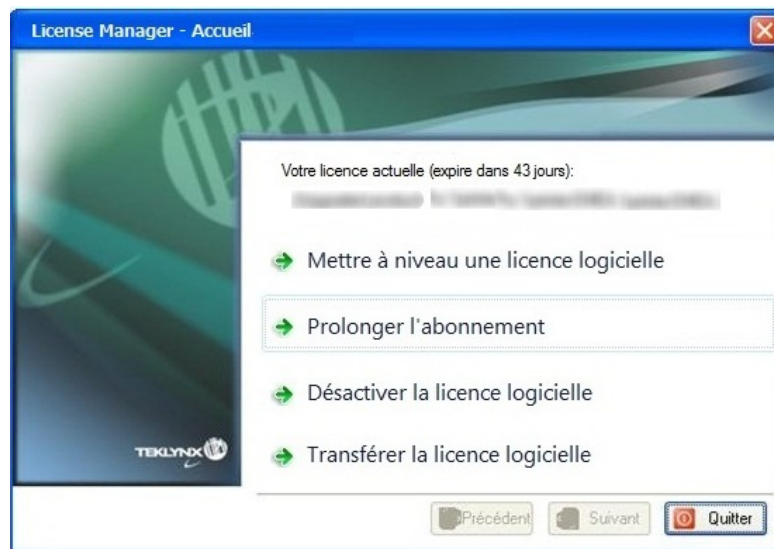 License Manager - Accueil
Votre licence actuelle (expire dans 43 jours):
Mettre à niveau une licence logicielle
Prolonger l'abonnement
Désactiver la licence logicielle
Transférer la licence logicielle
TEKLYNX
Précédent
Suivant
Quitter